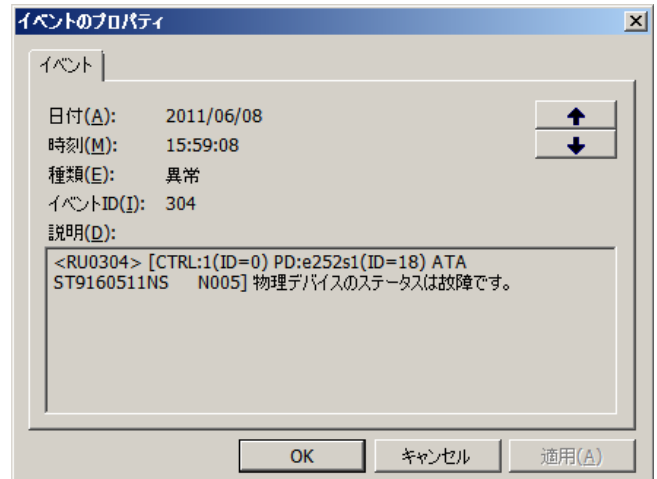 イベントのプロパティ
イベント
日付(A): 2011/06/08
時刻(M): 15:59:08
種類(E): 異常
イベントID(I): 304
説明(D):
<RU0304> [CTRL:1(ID=0) PD:e252s1(ID=18) ATA
ST9160511NS N005] 物理デバイスのステータスは故障です。
OK キャンセル 適用(A)